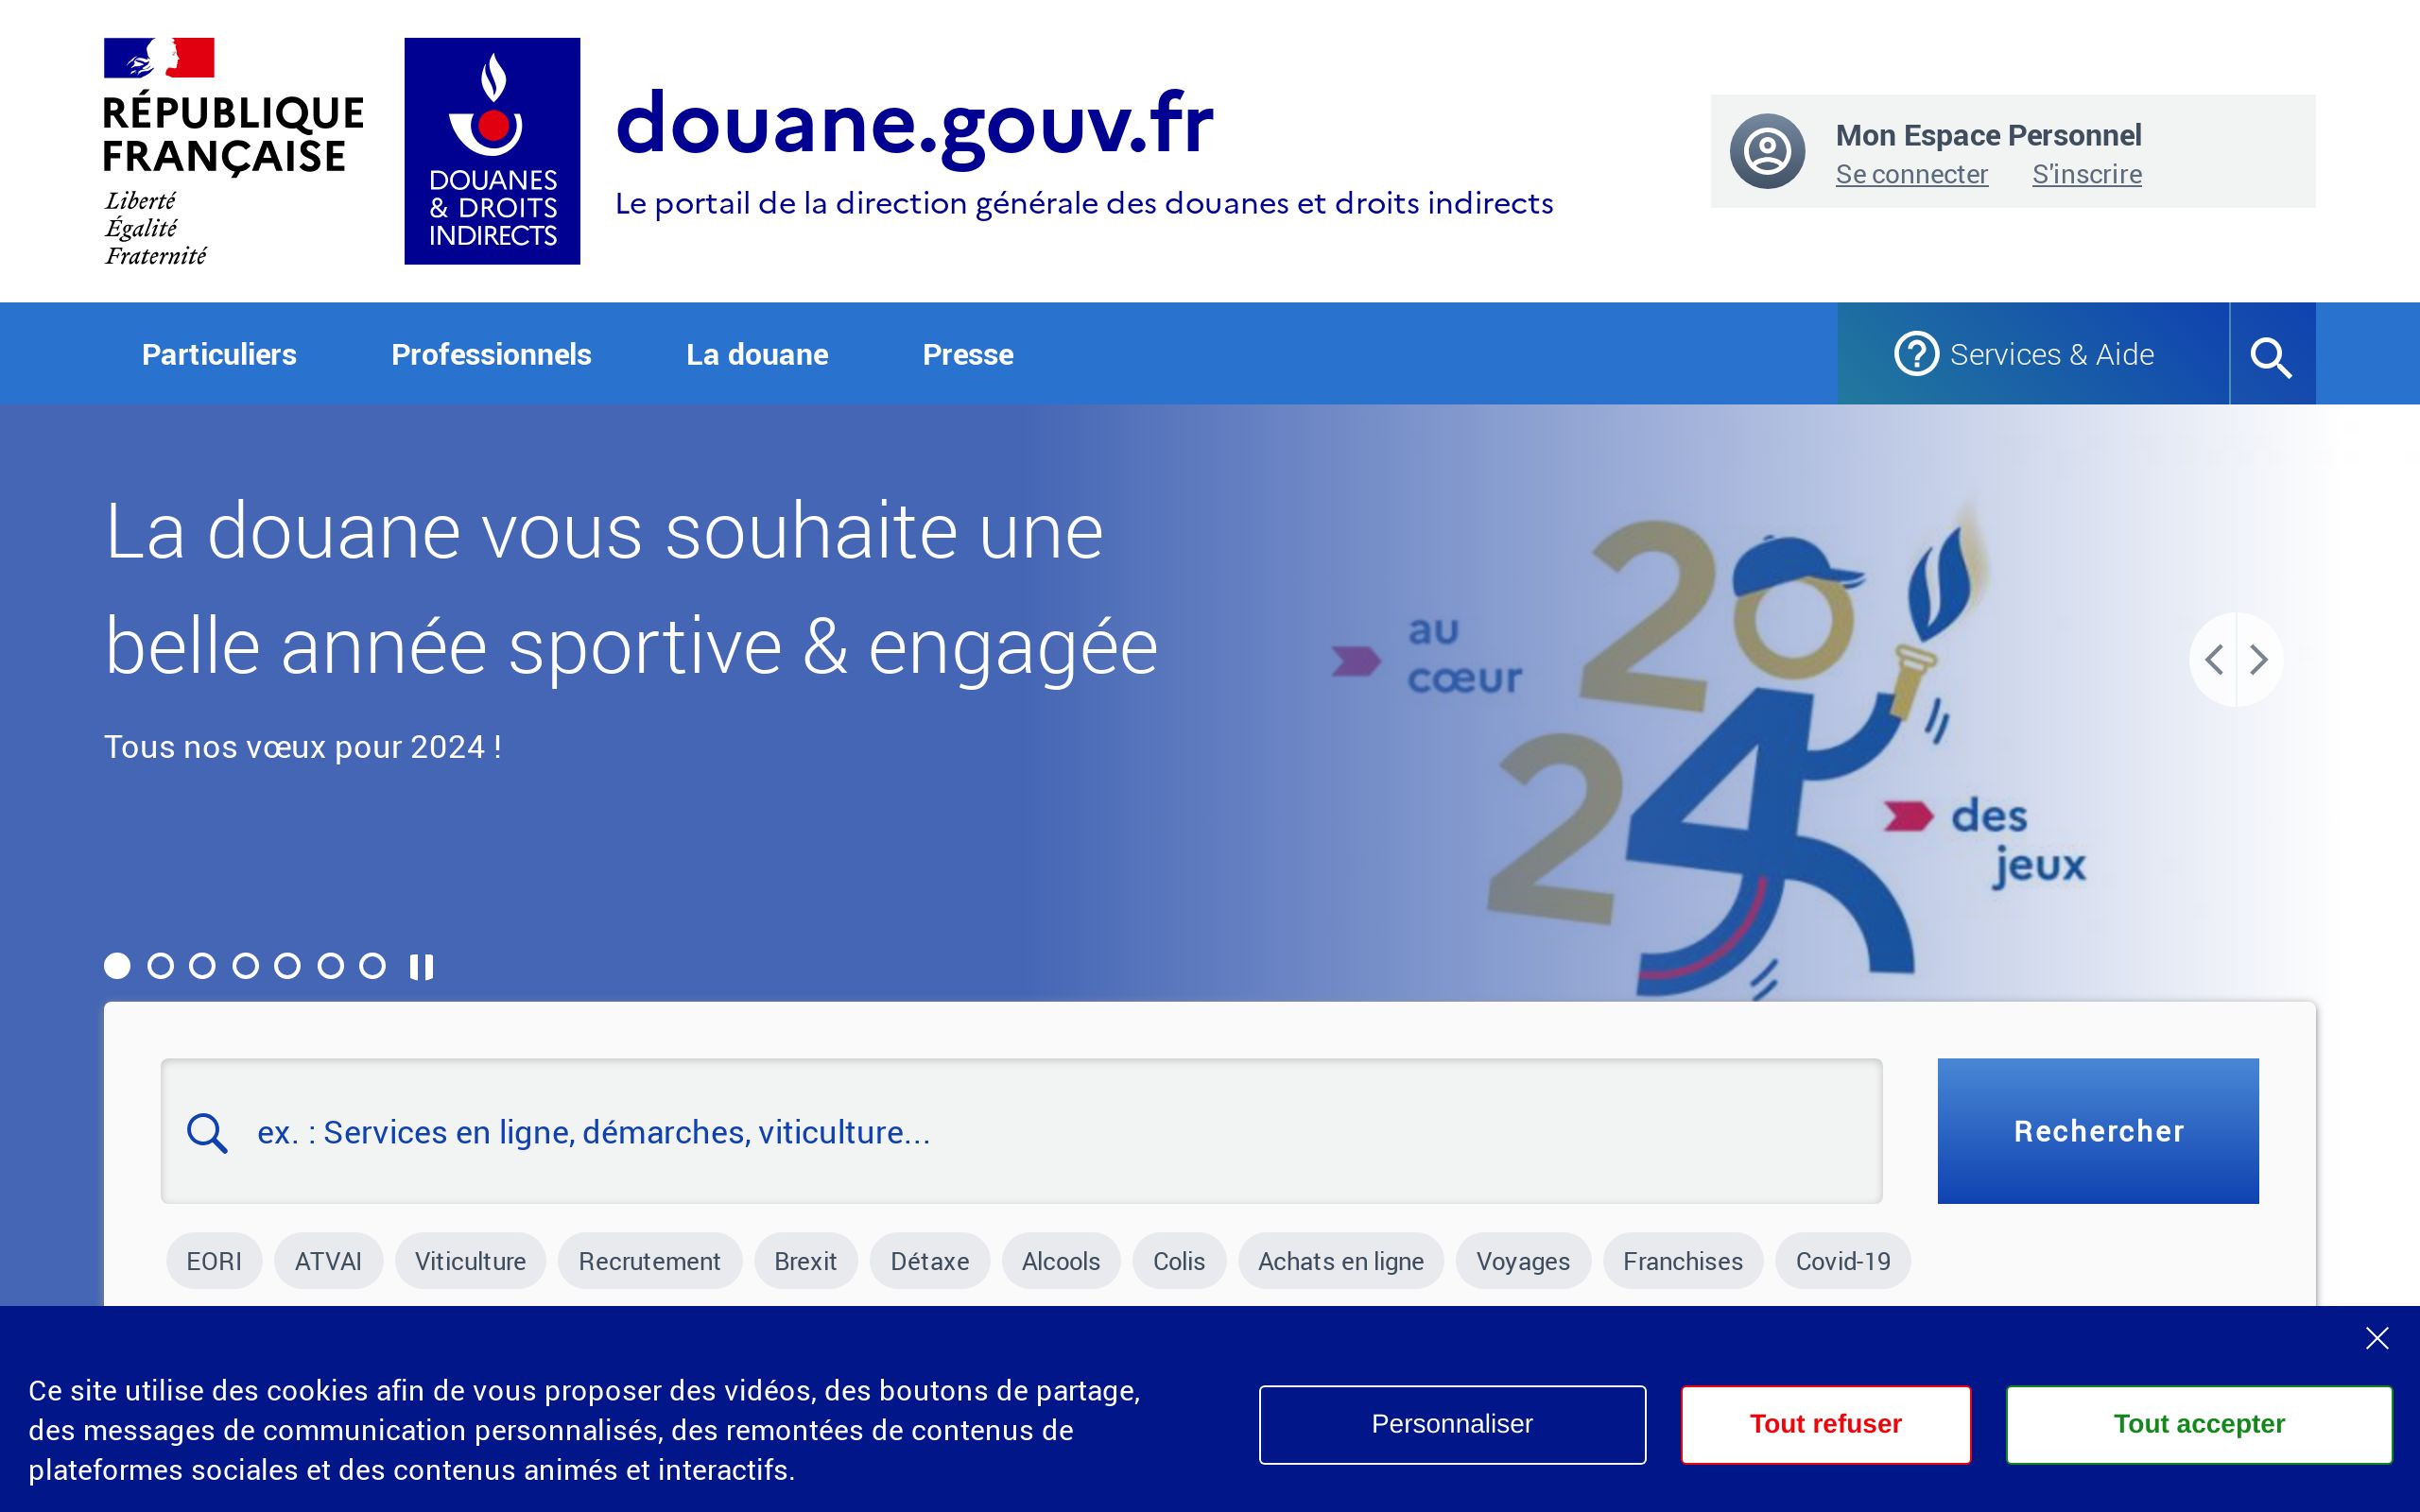 RÉPUBLIQUE
FRANÇAISE
Liberté
Égalité
Fraternité
DOUANES
& DROITS
INDIRECTS
douane.gouv.fr
Le portail de la direction générale des douanes et droits indirects
Mon Espace Personnel
Se connecter S'inscrire
Particuliers Professionnels La douane Presse Services & Aide
La douane vous souhaite une
belle année sportive & engagée
Tous nos vœux pour 2024 !
au
cœur
20
24
des
jeux
ex. : Services en ligne, démarches, viticulture...
Rechercher
EORI ATVAI Viticulture Recrutement Brexit Détaxe Alcools Colis Achats en ligne Voyages Franchises Covid-19
Ce site utilise des cookies afin de vous proposer des vidéos, des boutons de partage,
des messages de communication personnalisés, des remontées de contenus de
plateformes sociales et des contenus animés et interactifs.
Personnaliser Tout refuser Tout accepter